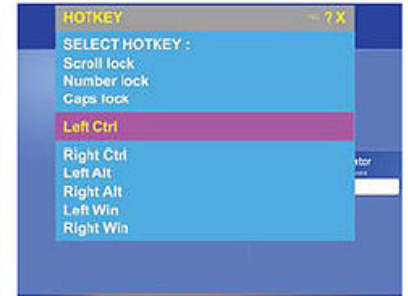 HOTKEY ? X
SELECT HOTKEY :
Scroll lock
Number lock
Caps lock
Left Ctrl
Right Ctrl
Left Alt
Right Alt
Left Win
Right Win